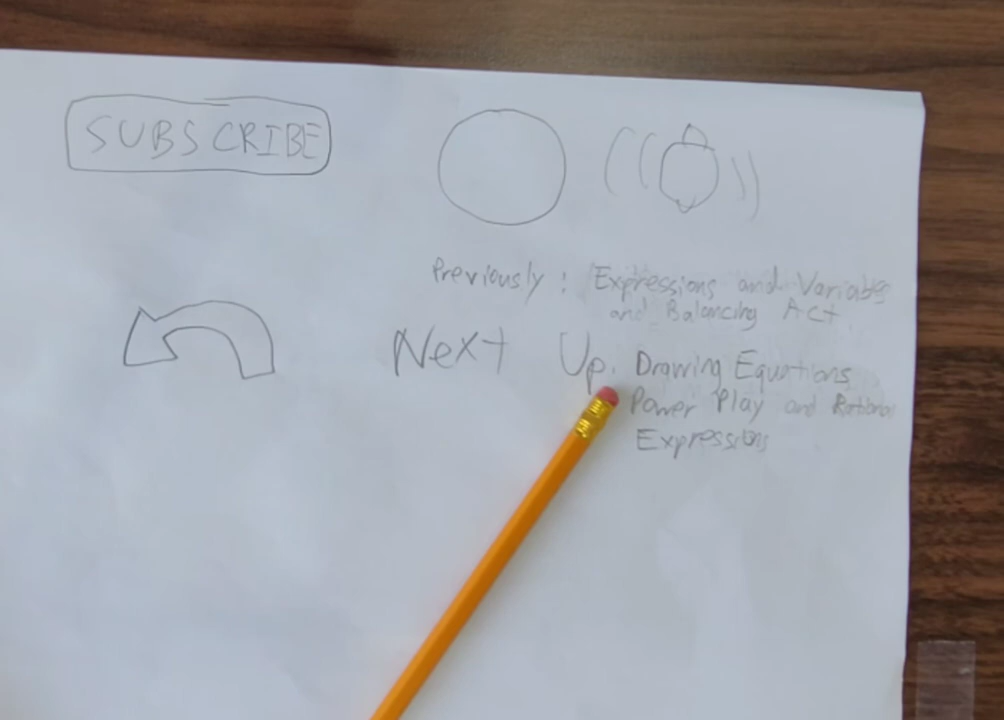 SUBSCRIBE
Previously: Expressions and Variables
and Balancing Act
Next Up: Drawing Equations
Power Play and Rational
Expressions